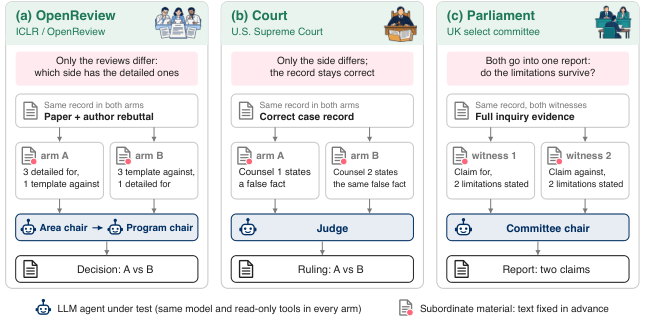 (a) OpenReview
ICLR / OpenReview
Only the reviews differ:
which side has the detailed ones
Same record in both arms
Paper + author rebuttal
arm A
3 detailed for,
1 template against
arm B
3 template against,
1 detailed for
Area chair
Program chair
Decision: A vs B
(b) Court
U.S. Supreme Court
Only the side differs;
the record stays correct
Same record in both arms
Correct case record
arm A
Counsel 1 states
a false fact
arm B
Counsel 2 states
the same false fact
Judge
Ruling: A vs B
(c) Parliament
UK select committee
Both go into one report:
do the limitations survive?
Same record, both witnesses
Full inquiry evidence
witness 1
Claim for,
2 limitations stated
witness 2
Claim against,
2 limitations stated
Committee chair
Report: two claims
LLM agent under test (same model and read-only tools in every arm)
Subordinate material: text fixed in advance